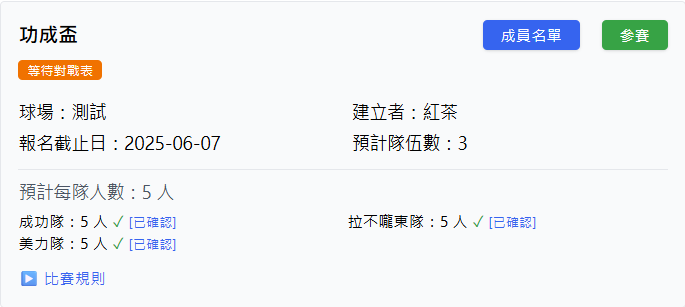 功成盃
成員名單
參賽
等待對戰表
球場：測試
建立者：紅茶
報名截止日：2025-06-07
預計隊伍數：3
預計每隊人數：5 人
成功隊：5 人 ✓ [已確認]
拉不嚨東隊：5 人 ✓ [已確認]
美力隊：5 人 ✓ [已確認]
▶ 比賽規則